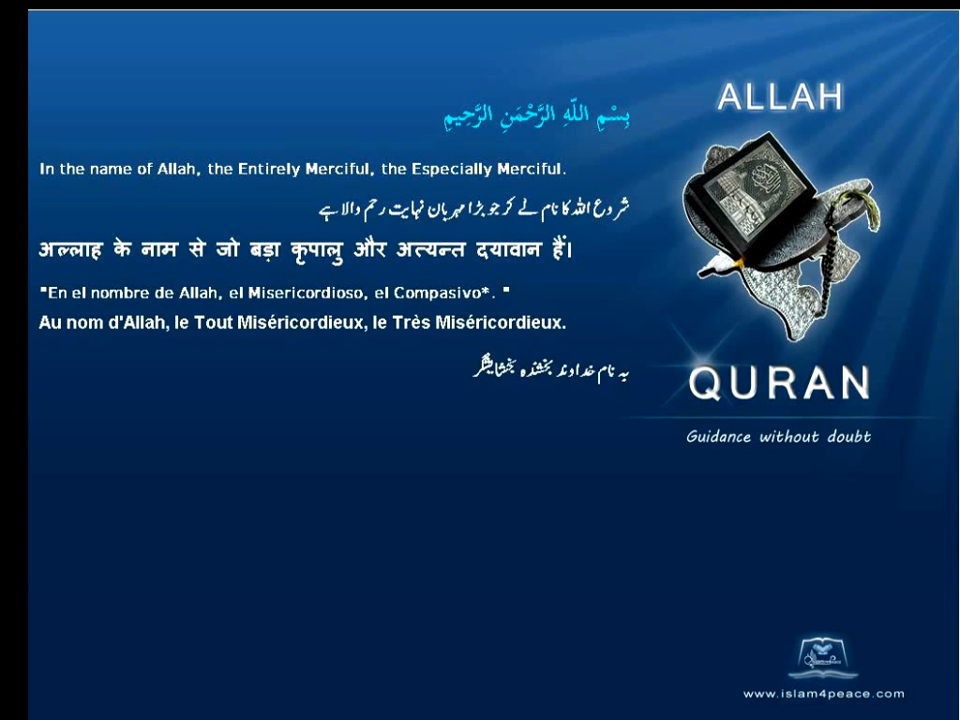 بِسْمِ اللّهِ الرَّحْمَنِ الرَّحِيمِ
In the name of Allah, the Entirely Merciful, the Especially Merciful.
شروع الله کا نام لے کر جو بڑا مہربان نہایت رحم والا ہے
अल्लाह के नाम से जो बड़ा कृपालु और अत्यन्त दयावान हैं।
"En el nombre de Allah, el Misericordioso, el Compasivo*. "
Au nom d'Allah, le Tout Miséricordieux, le Très Miséricordieux.
به نام خداوند بخشنده بخشایشگر
ALLAH
QURAN
Guidance without doubt
www.islam4peace.com